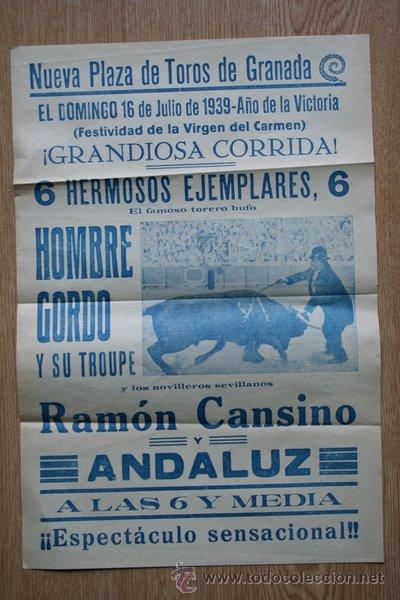 Nueva Plaza de Toros de Granada
EL DOMINGO 16 de Julio de 1939-Año de la Victoria
(Festividad de la Virgen del Carmen)
¡GRANDIOSA CORRIDA!
6 HERMOSOS EJEMPLARES, 6
El famoso torero bufo
HOMBRE
GORDO
Y SU TROUPE
y los novilleros sevillanos
Ramón Cansino
Y
ANDALUZ
A LAS 6 Y MEDIA
¡¡Espectáculo sensacional!!
todocoleccion
www.todocoleccion.net